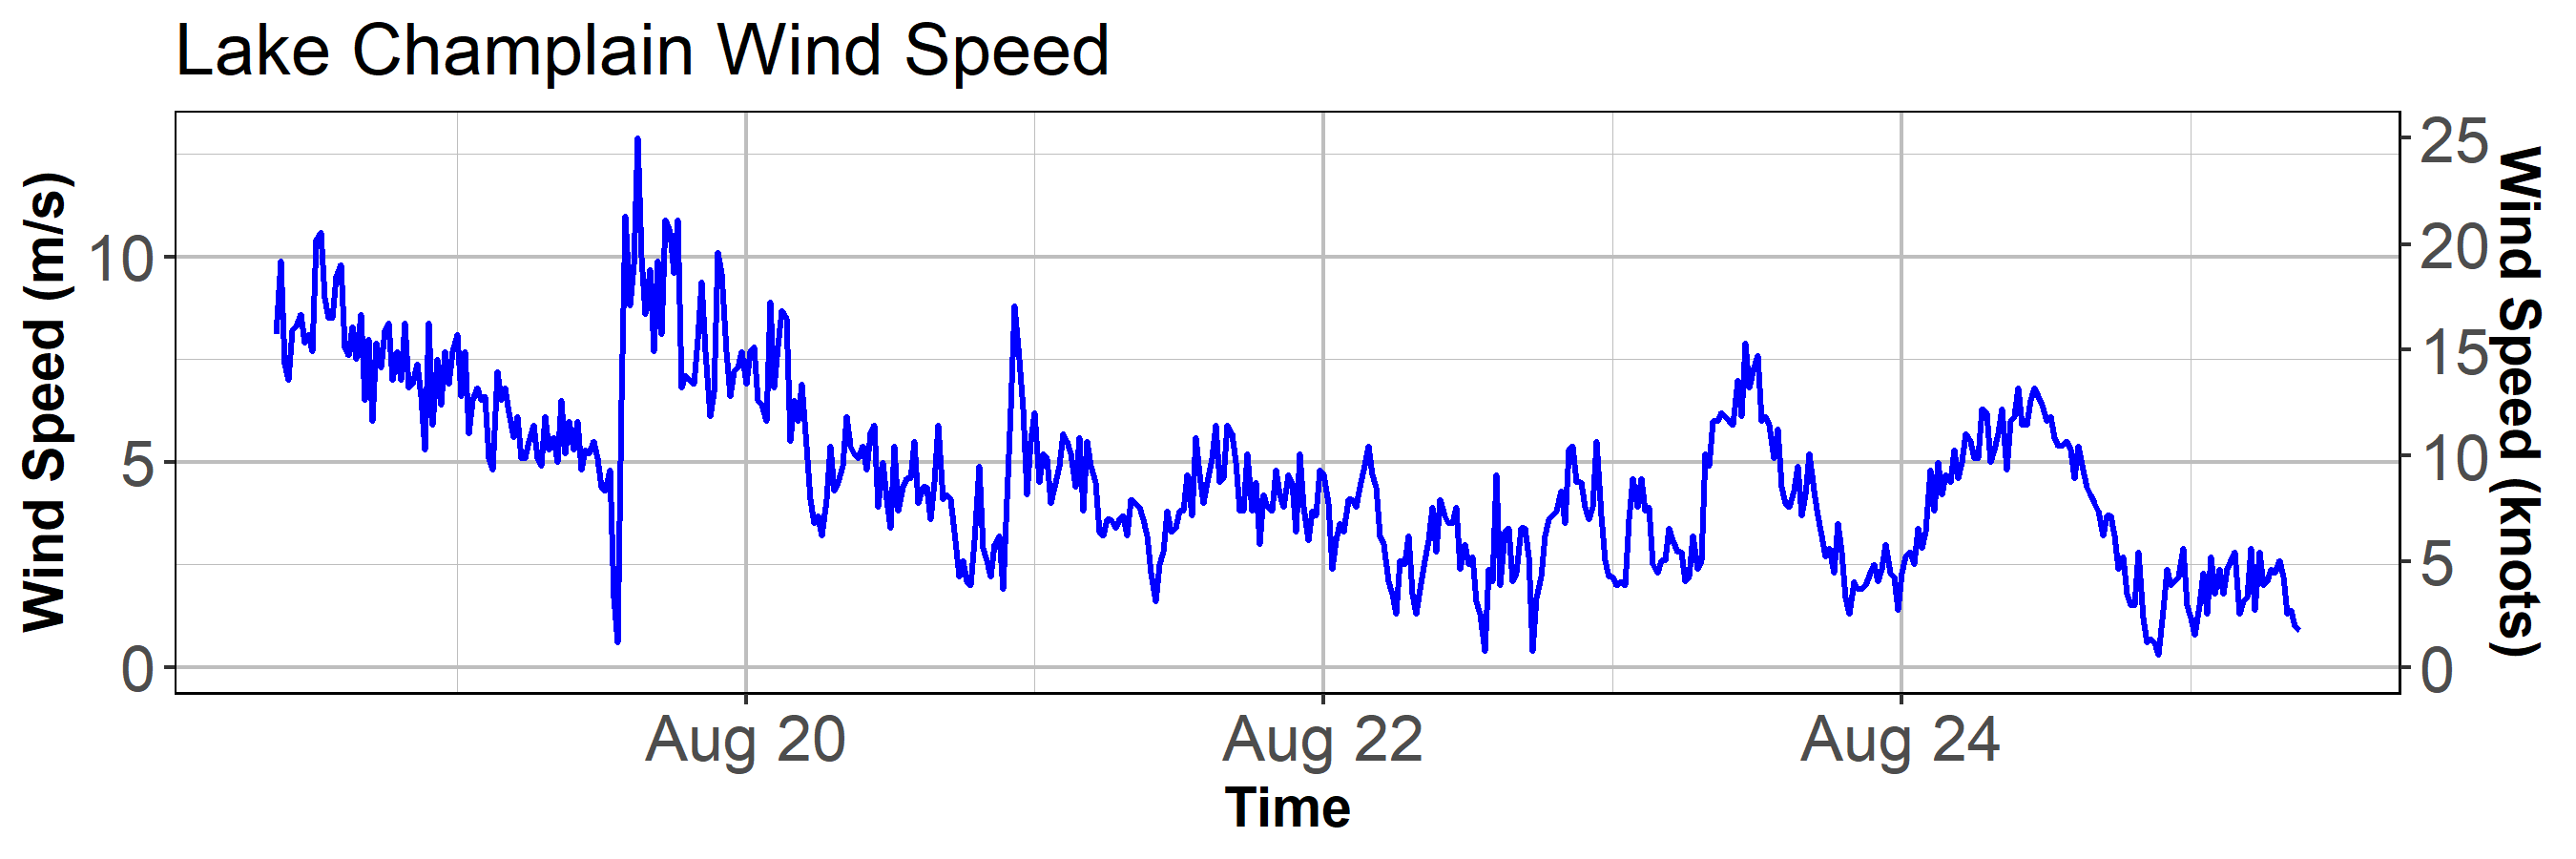 Lake Champlain Wind Speed
Wind Speed (m/s)
10
5
0
25
20
15
10
5
0
Wind Speed (knots)
Aug 20
Aug 22
Aug 24
Time